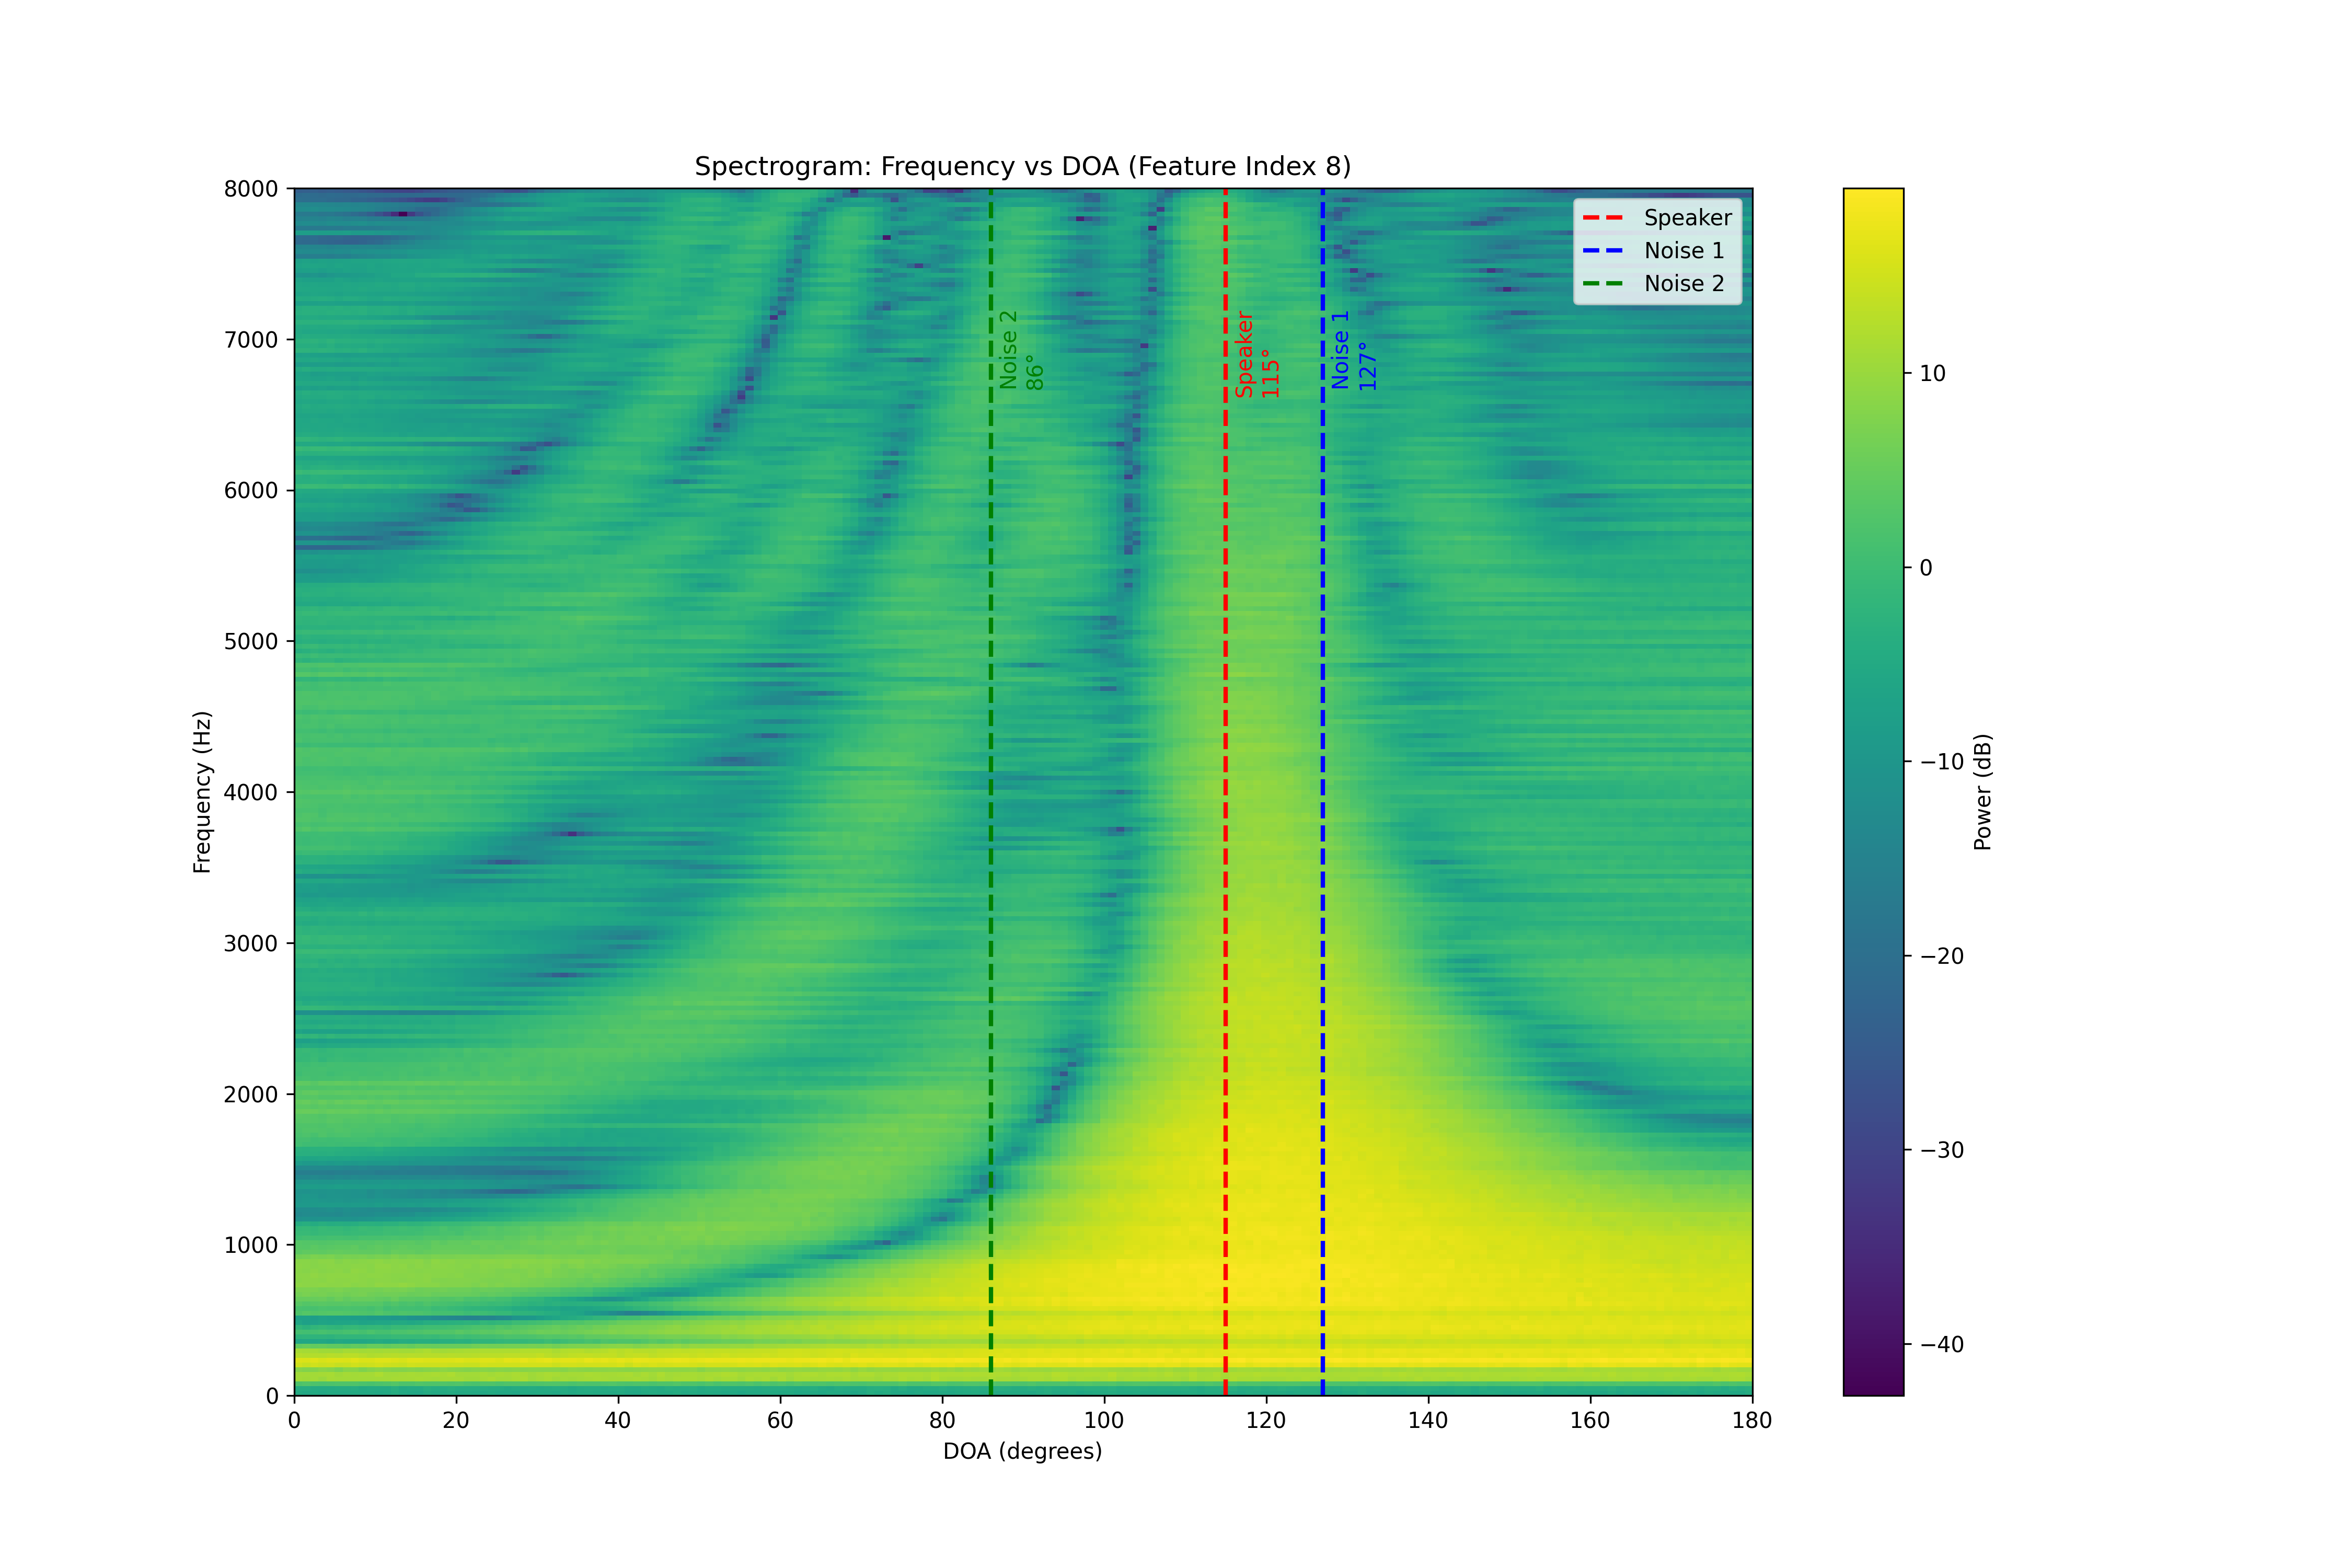 Spectrogram: Frequency vs DOA (Feature Index 8)
8000
7000
6000
5000
4000
3000
2000
1000
0
Frequency (Hz)
0
20
40
60
80
100
120
140
160
180
DOA (degrees)
Noise 2
86°
Speaker
115°
Noise 1
127°
Speaker
Noise 1
Noise 2
10
0
−10
−20
−30
−40
Power (dB)